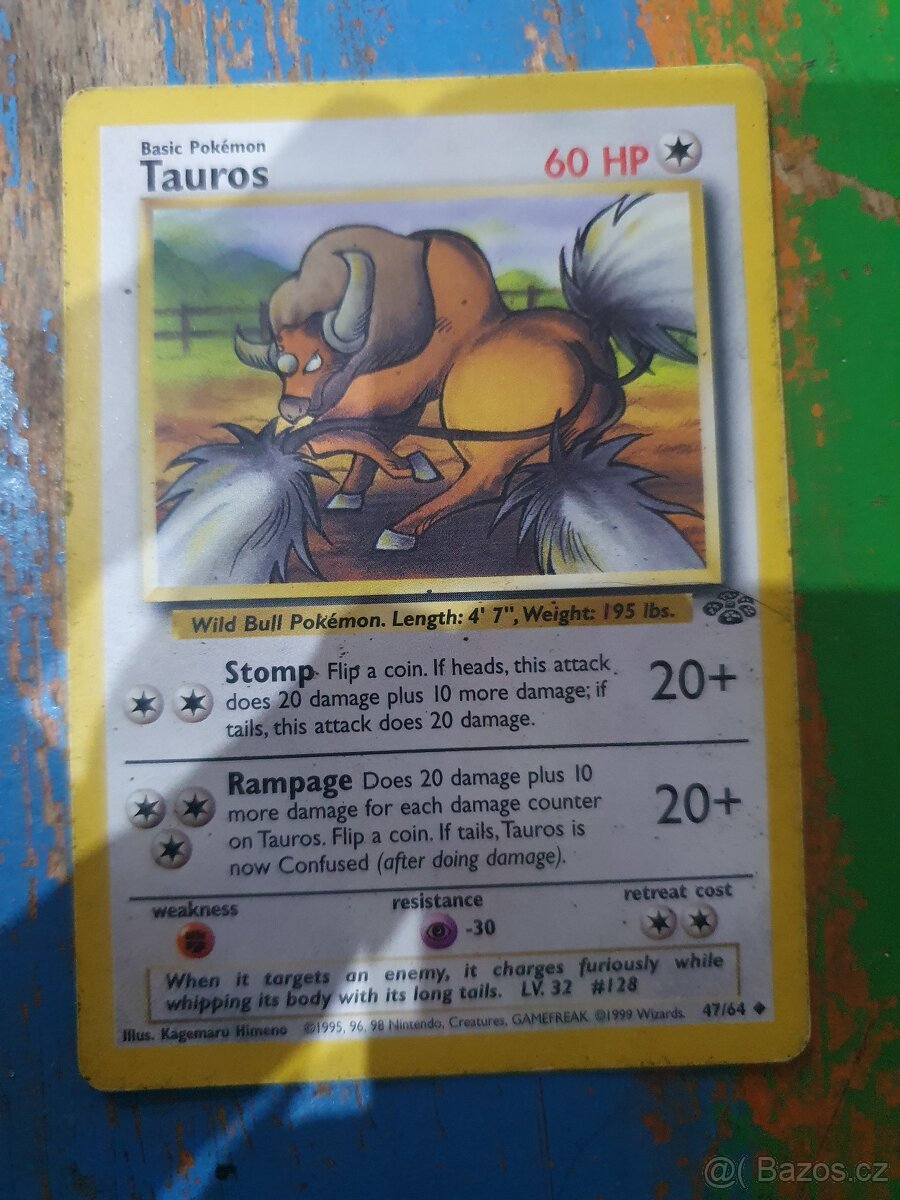 Basic Pokémon
Tauros
60 HP
Wild Bull Pokémon. Length: 4' 7", Weight: 195 lbs.
Stomp Flip a coin. If heads, this attack
does 20 damage plus 10 more damage; if
tails, this attack does 20 damage.
20+
Rampage Does 20 damage plus 10
more damage for each damage counter
on Tauros. Flip a coin. If tails, Tauros is
now Confused (after doing damage).
20+
weakness
resistance
retreat cost
-30
When it targets an enemy, it charges furiously while
whipping its body with its long tails. LV. 32 #128
Illus. Kagemaru Himeno ©1995, 96, 98 Nintendo, Creatures, GAMEFREAK ©1999 Wizards. 47/64
@( Bazos.cz